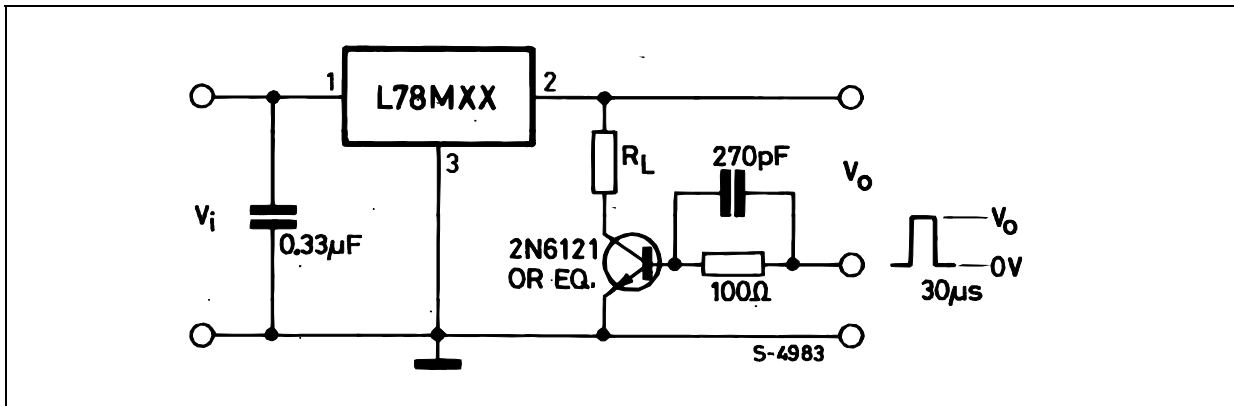 1
L78MXX
2
3
R_L
270pF
V_o
V_i
0.33µF
2N6121
OR EQ.
100Ω
V_o
0V
30µs
S-4983